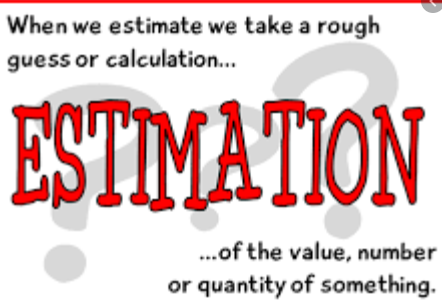 When we estimate we take a rough
guess or calculation...
ESTIMATION
...of the value, number
or quantity of something.